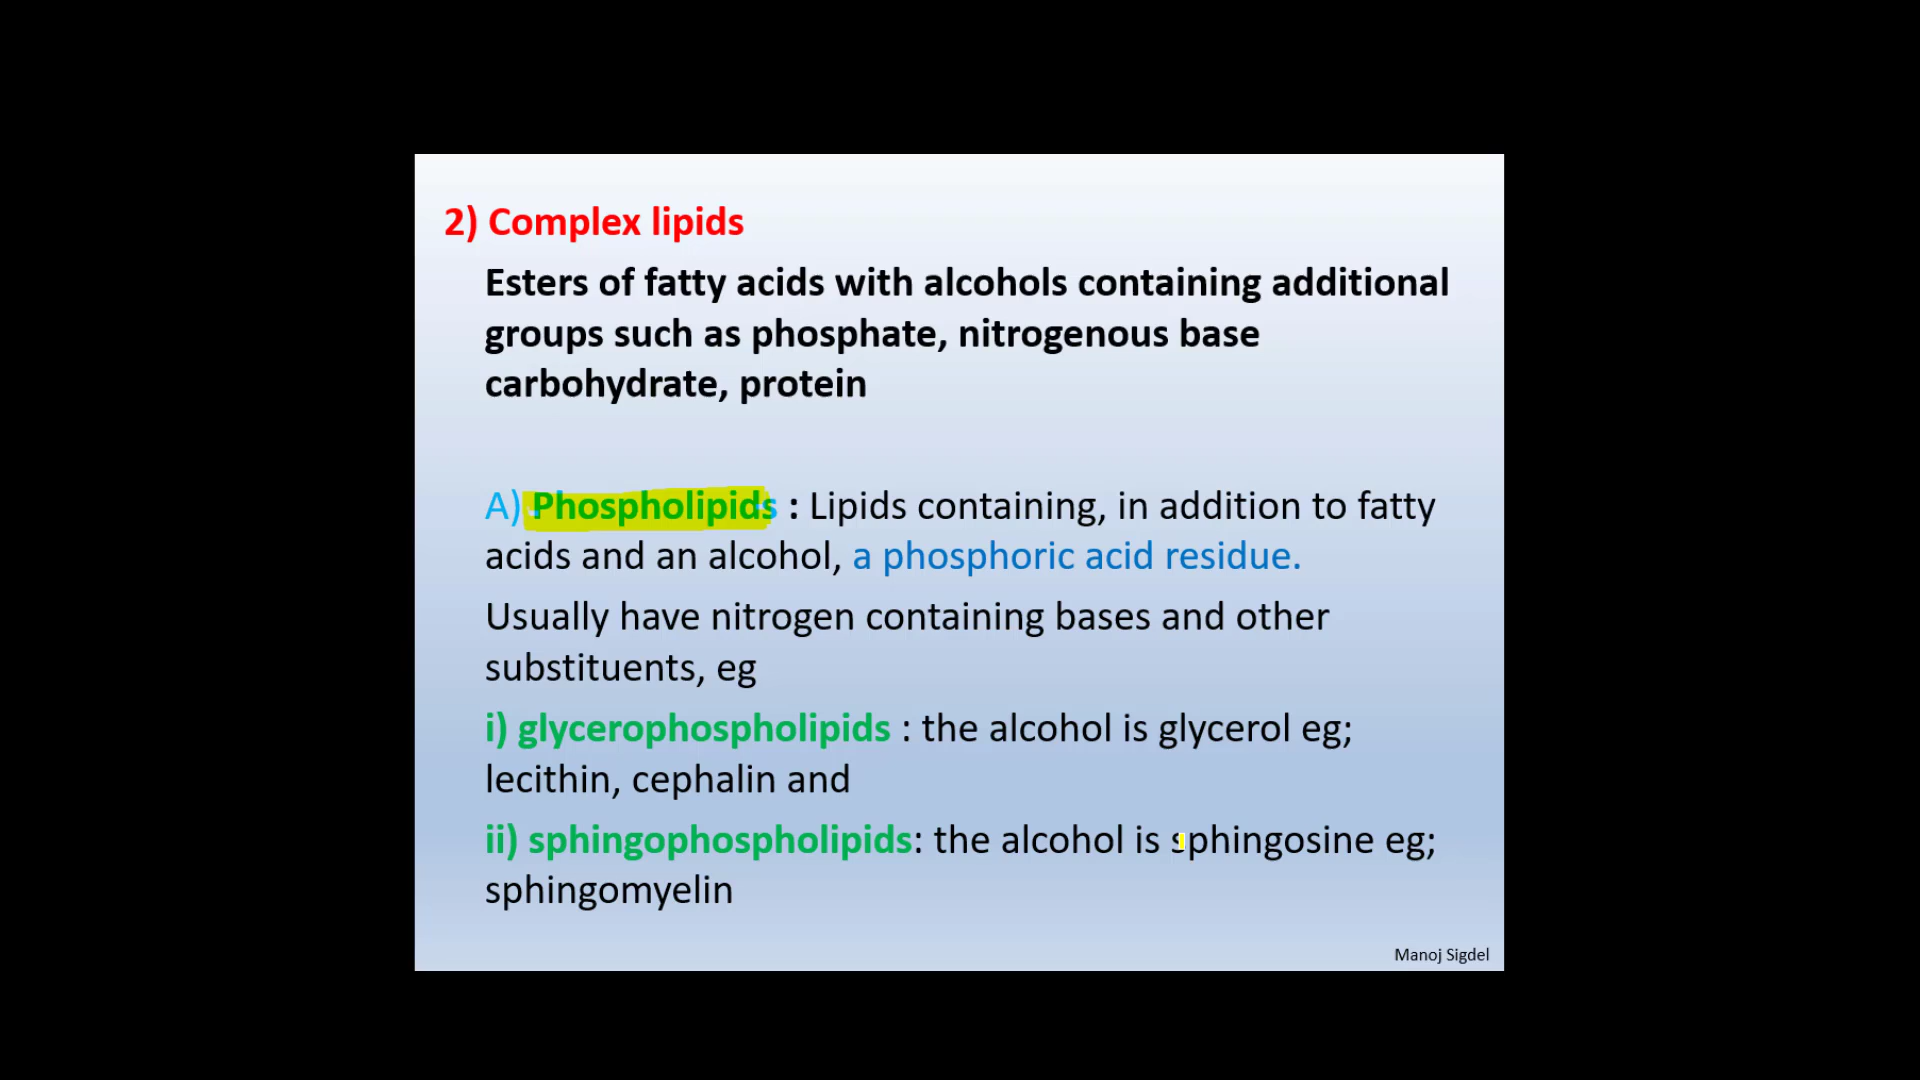 2) Complex lipids
Esters of fatty acids with alcohols containing additional
groups such as phosphate, nitrogenous base
carbohydrate, protein
A) Phospholipids : Lipids containing, in addition to fatty
acids and an alcohol, a phosphoric acid residue.
Usually have nitrogen containing bases and other
substituents, eg
i) glycerophospholipids : the alcohol is glycerol eg;
lecithin, cephalin and
ii) sphingophospholipids: the alcohol is sphingosine eg;
sphingomyelin
Manoj Sigdel